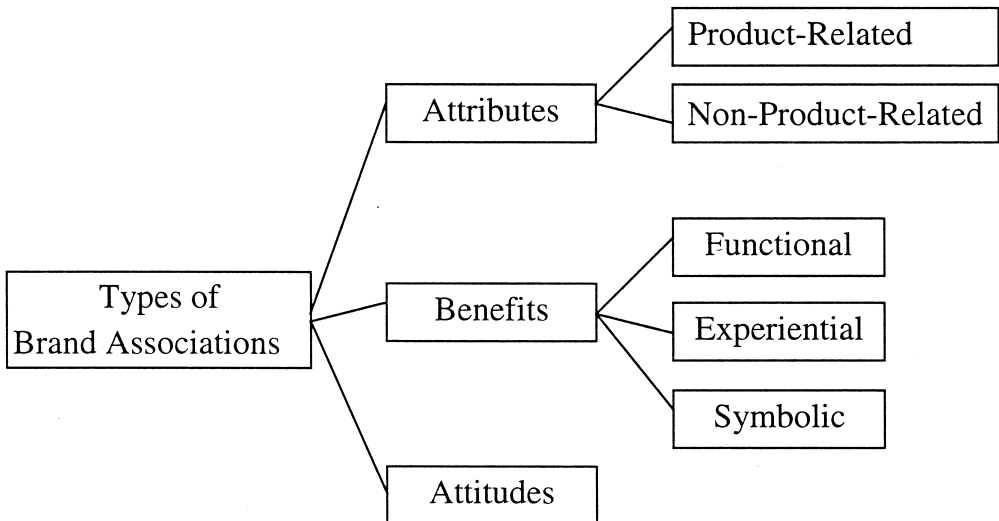 Types of
Brand Associations
Attributes
Product-Related
Non-Product-Related
Benefits
Functional
Experiential
Symbolic
Attitudes